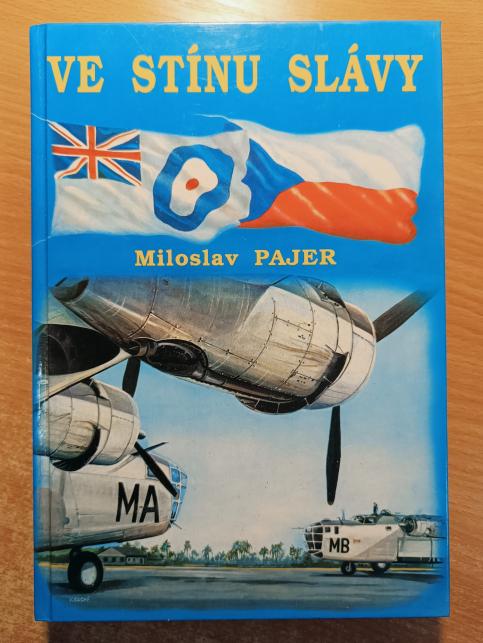 VE STÍNU SLÁVY
Miloslav PAJER
MA
MB